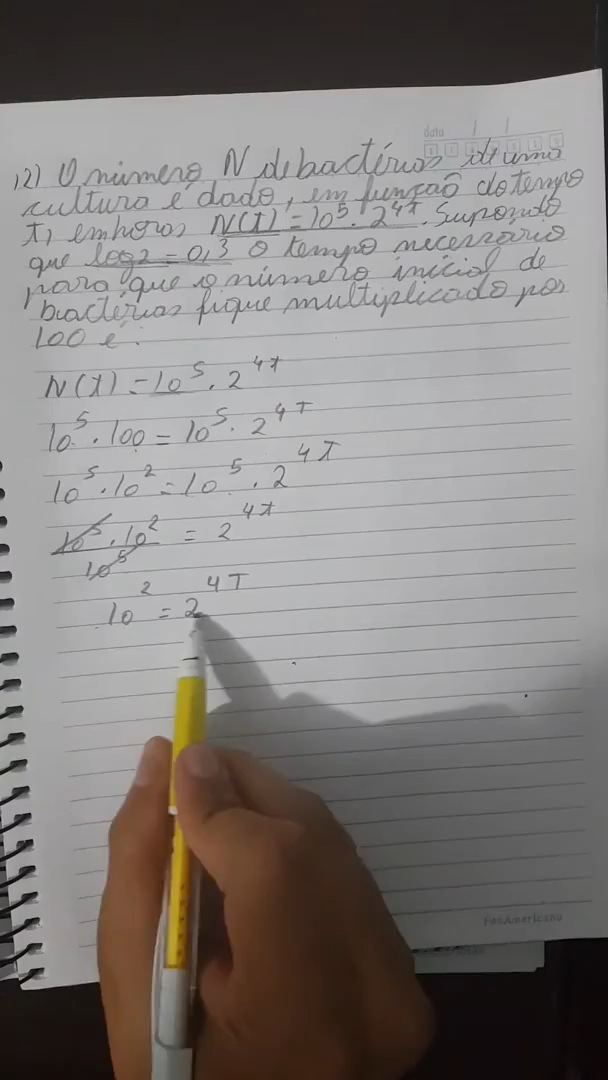 data / /
12) O número N de bactérias de uma
cultura é dado, em função do tempo
t, em horas N(t) = 10⁵ . 2⁴ᵗ. Supondo
que log2 = 0,3 o tempo necessário
para que o número inicial de
bactérias fique multiplicado por
100 é:
N(t) = 10⁵ . 2⁴ᵗ
10⁵ . 100 = 10⁵ . 2⁴ᵀ
10⁵ . 10² = 10⁵ . 2⁴ᵀ
10⁵ . 10² / 10⁵ = 2⁴ᵗ
10² = 2⁴ᵀ
PanAmericano